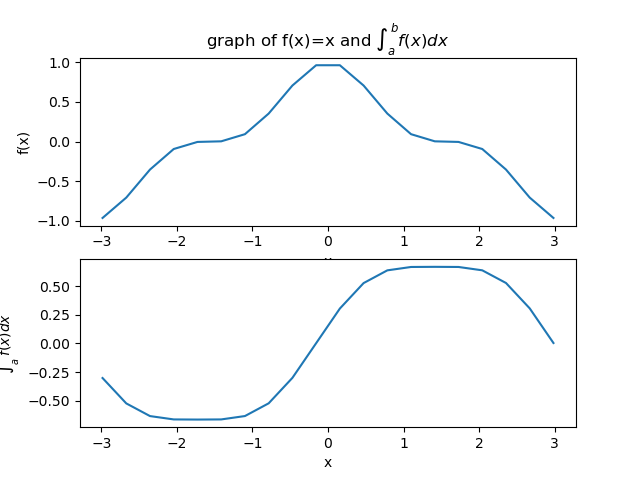 graph of f(x)=x and ∫_a^b f(x)dx
1.0
0.5
0.0
−0.5
−1.0
f(x)
−3 −2 −1 0 1 2 3
0.50
0.25
0.00
−0.25
−0.50
∫_a f(x)dx
−3 −2 −1 0 1 2 3
x